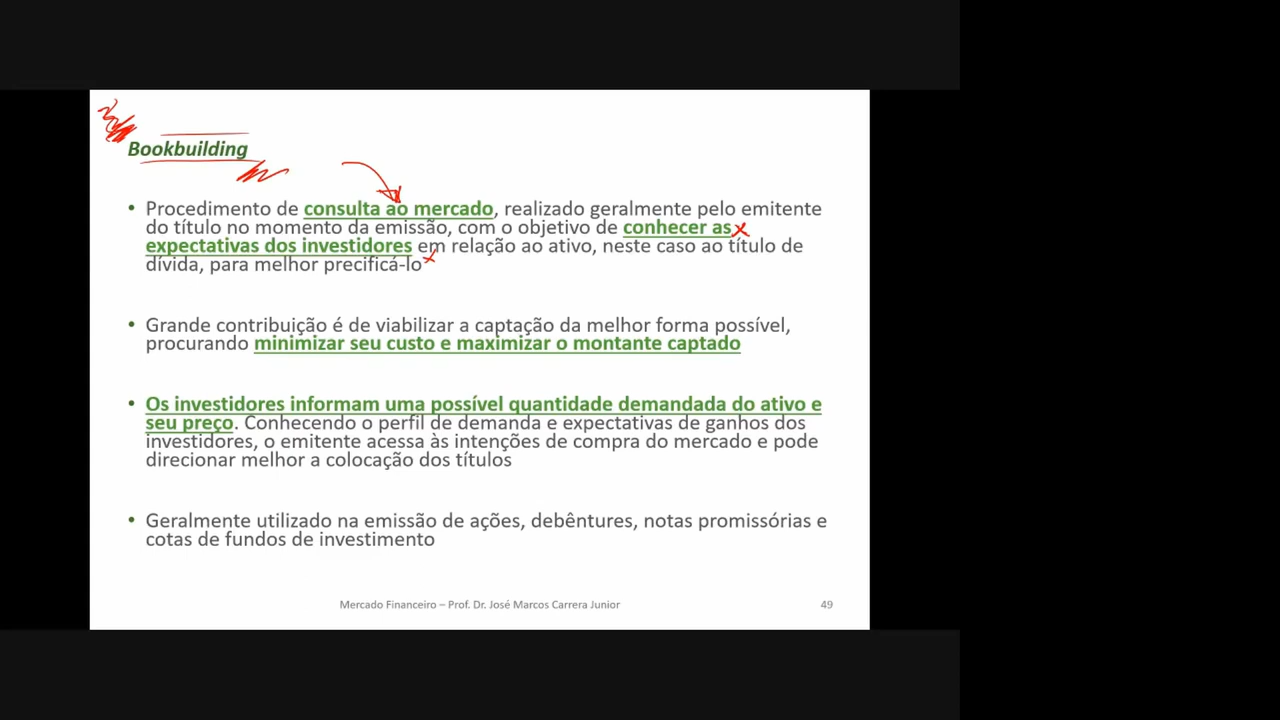 Bookbuilding
• Procedimento de consulta ao mercado, realizado geralmente pelo emitente
do título no momento da emissão, com o objetivo de conhecer as
expectativas dos investidores em relação ao ativo, neste caso ao título de
dívida, para melhor precificá-lo
• Grande contribuição é de viabilizar a captação da melhor forma possível,
procurando minimizar seu custo e maximizar o montante captado
• Os investidores informam uma possível quantidade demandada do ativo e
seu preço. Conhecendo o perfil de demanda e expectativas de ganhos dos
investidores, o emitente acessa às intenções de compra do mercado e pode
direcionar melhor a colocação dos títulos
• Geralmente utilizado na emissão de ações, debêntures, notas promissórias e
cotas de fundos de investimento
Mercado Financeiro – Prof. Dr. José Marcos Carrera Junior
49